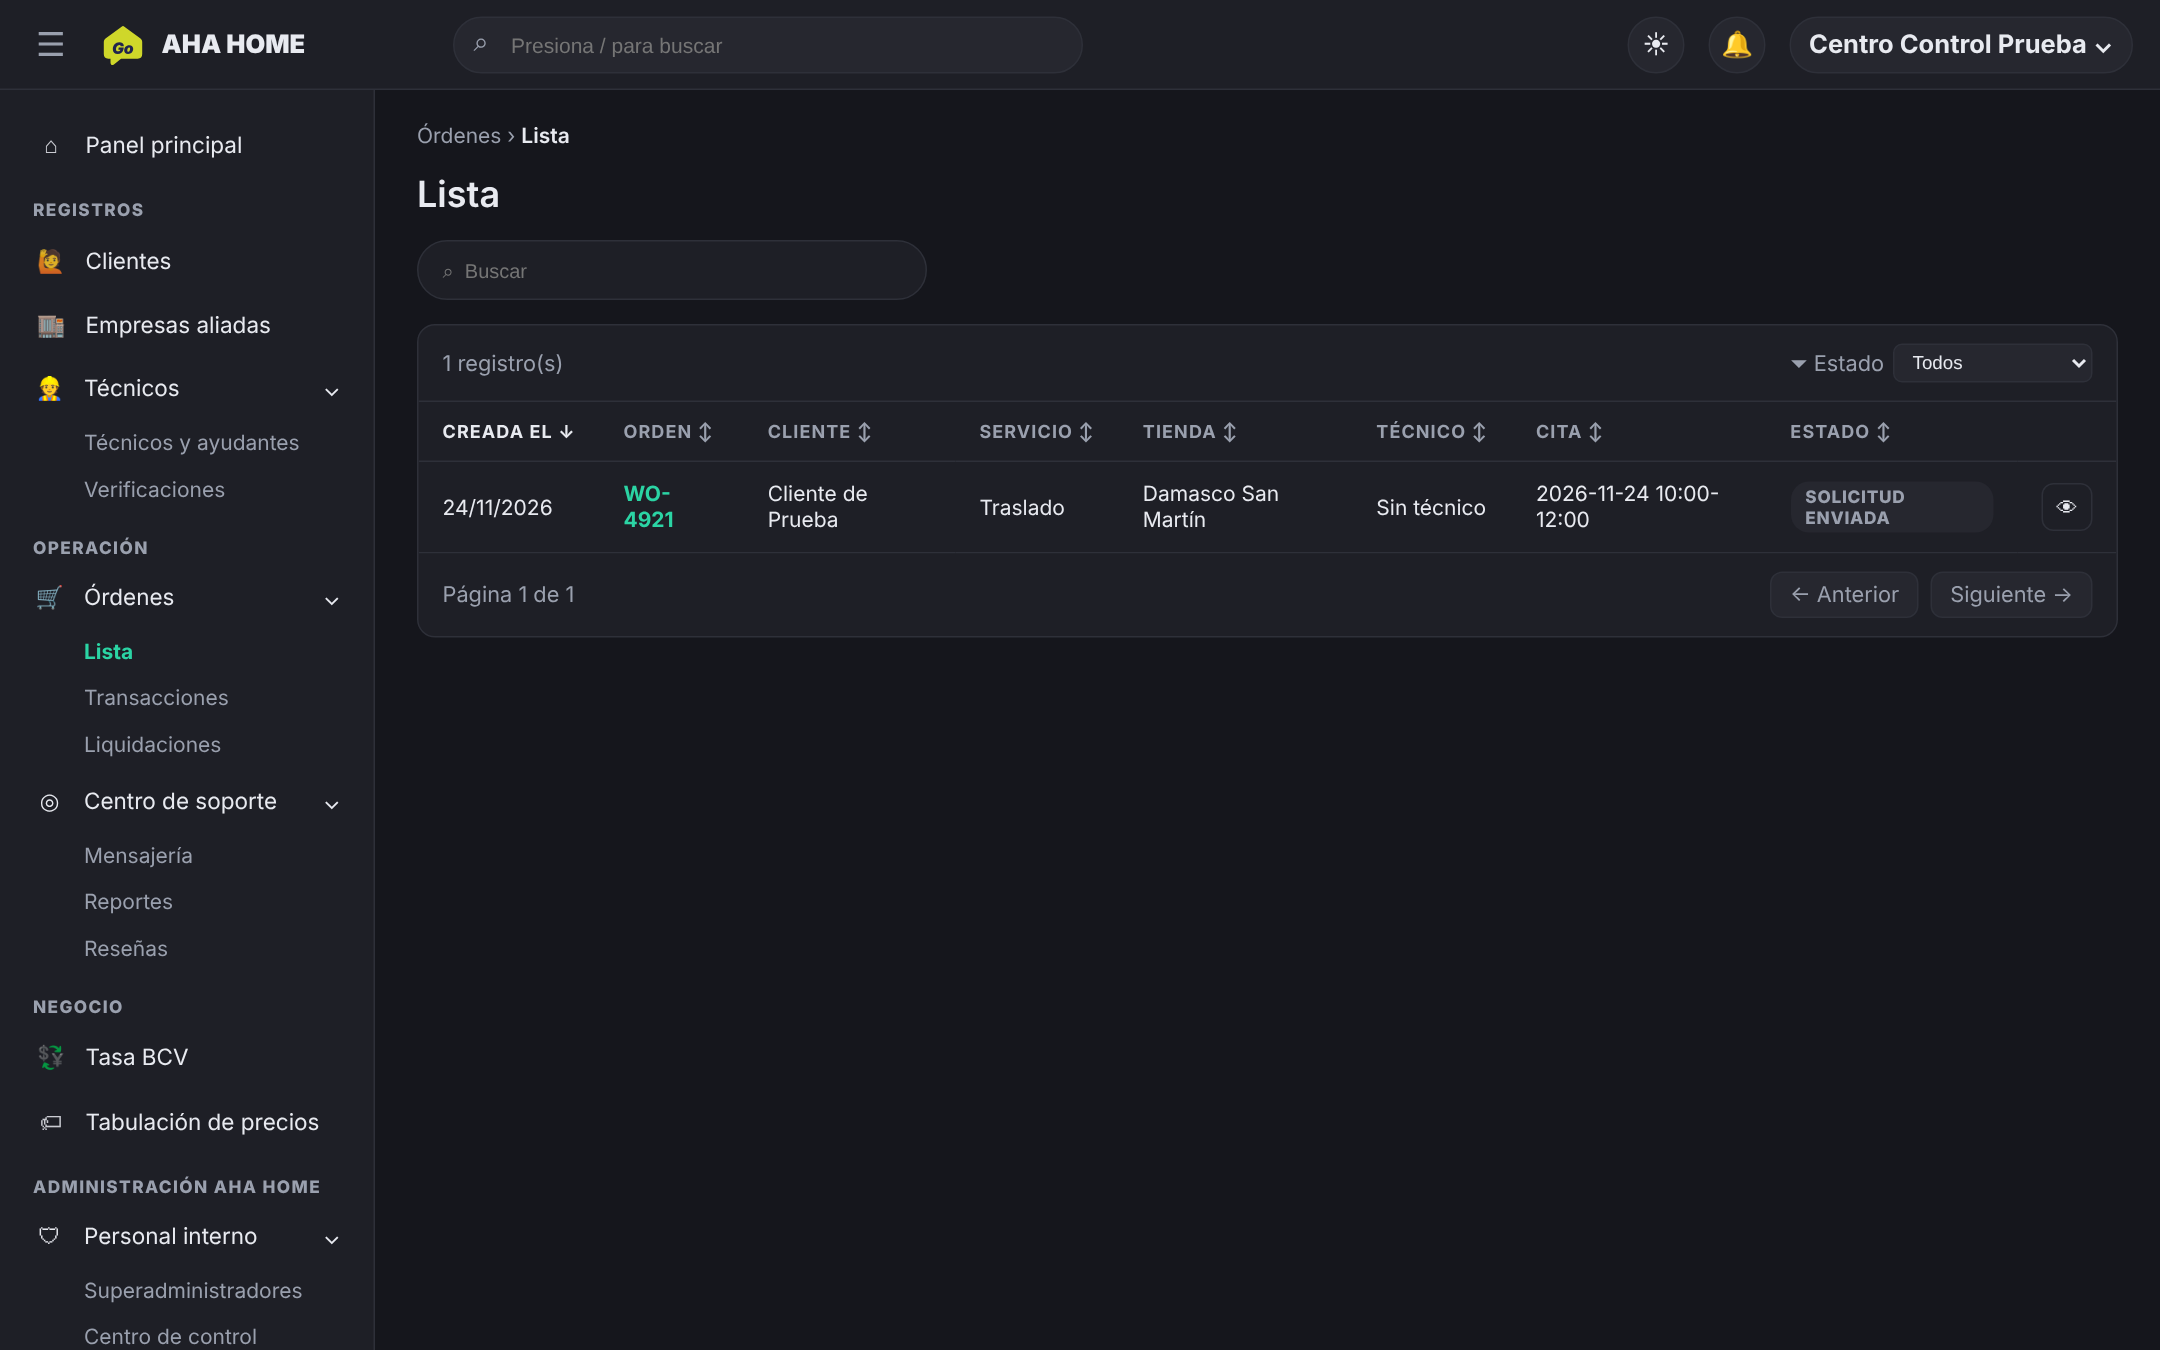 Go AHA HOME
Presiona / para buscar
Centro Control Prueba
Panel principal
REGISTROS
Clientes
Empresas aliadas
Técnicos
Técnicos y ayudantes
Verificaciones
OPERACIÓN
Órdenes
Lista
Transacciones
Liquidaciones
Centro de soporte
Mensajería
Reportes
Reseñas
NEGOCIO
Tasa BCV
Tabulación de precios
ADMINISTRACIÓN AHA HOME
Personal interno
Superadministradores
Centro de control
Órdenes › Lista
Lista
Buscar
1 registro(s)
Estado Todos
CREADA EL ↓ ORDEN ↕ CLIENTE ↕ SERVICIO ↕ TIENDA ↕ TÉCNICO ↕ CITA ↕ ESTADO ↕
24/11/2026
WO-
4921
Cliente de
Prueba
Traslado
Damasco San
Martín
Sin técnico
2026-11-24 10:00-
12:00
SOLICITUD
ENVIADA
Página 1 de 1
← Anterior
Siguiente →